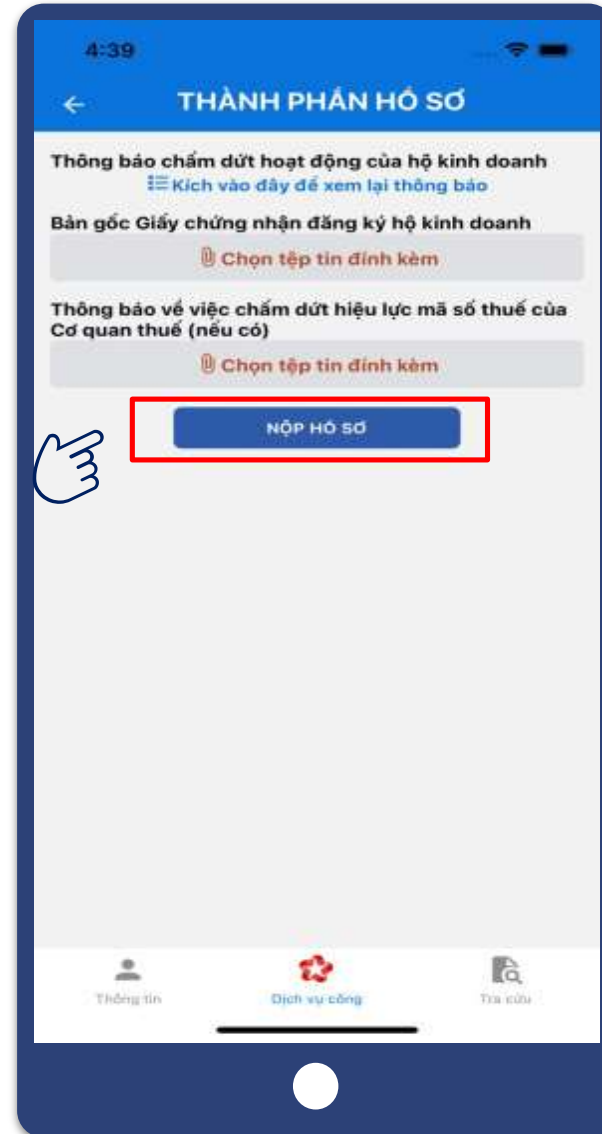 4:39
THÀNH PHẦN HỒ SƠ
Thông báo chấm dứt hoạt động của hộ kinh doanh
Kích vào đây để xem lại thông báo
Bản gốc Giấy chứng nhận đăng ký hộ kinh doanh
Chọn tệp tin đính kèm
Thông báo về việc chấm dứt hiệu lực mã số thuế của
Cơ quan thuế (nếu có)
Chọn tệp tin đính kèm
NỘP HỒ SƠ
Thông tin
Dịch vụ công
Tra cứu